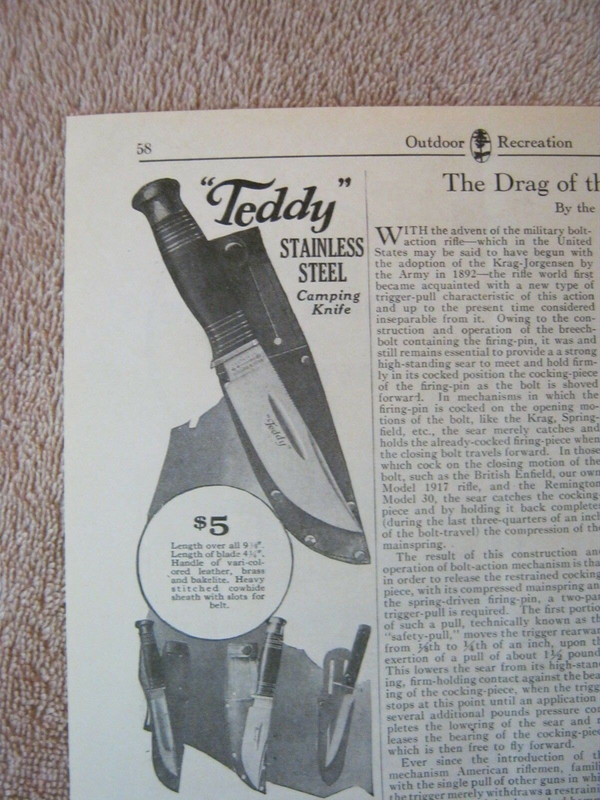 58
Outdoor Recreation
"Teddy"
STAINLESS
STEEL
Camping
Knife
"Teddy"
$5
Length over all
Length of blade
Handle of vari-col-
ored leather, brass
and bakelite. Heavy
stitched cowhide
sheath with slots for
belt.
The Drag of
By the
WITH the advent of the military bolt-
action rifle—which in the United
States may be said to have begun with
the adoption of the Krag-Jorgensen by
the Army in 1892—the rifle world first
became acquainted with a new type of
trigger-pull characteristic of this action
and up to the present time considered
inseparable from it. Owing to the con-
struction and operation of the breech-
bolt containing the firing-pin, it was and
still remains essential to provide a a strong
high-standing sear to meet and hold firm-
ly in its cocked position the cocking-piece
of the firing-pin as the bolt is shoved
forward. In mechanisms in which the
firing-pin is cocked on the opening mo-
tions of the bolt, like the Krag, Spring-
field, etc., the sear merely catches and
holds the already-cocked firing-piece when
the closing bolt travels forward. In those
which cock on the closing motion of the
bolt, such as the British Enfield, our own
Model 1917 rifle, and the Remington
Model 30, the sear catches the cocking-
piece and by holding it back complete
(during the last three-quarters of an inch
of the bolt-travel) the compression of the
mainspring.
The result of this construction and
operation of bolt-action mechanism is that
in order to release the restrained cocking
piece, with its compressed mainspring and
the spring-driven firing-pin, a two-part
trigger-pull is required. The first portion
of such a pull, technically known as the
"safety-pull," moves the trigger rearward
from to of an inch, upon the
exertion of a pull of about 1½ pounds
This lowers the sear from its high-stand-
ing, firm-holding contact against the bear-
ing of the cocking-piece, when the trigger
stops at this point until an application
several additional pounds pressure com-
pletes the lowering of the sear and
leases the bearing of the cocking-piece
which is then free to fly forward.
Ever since the introduction of
mechanism American riflemen,
with the single pull of other guns in
the trigger merely withdraws a